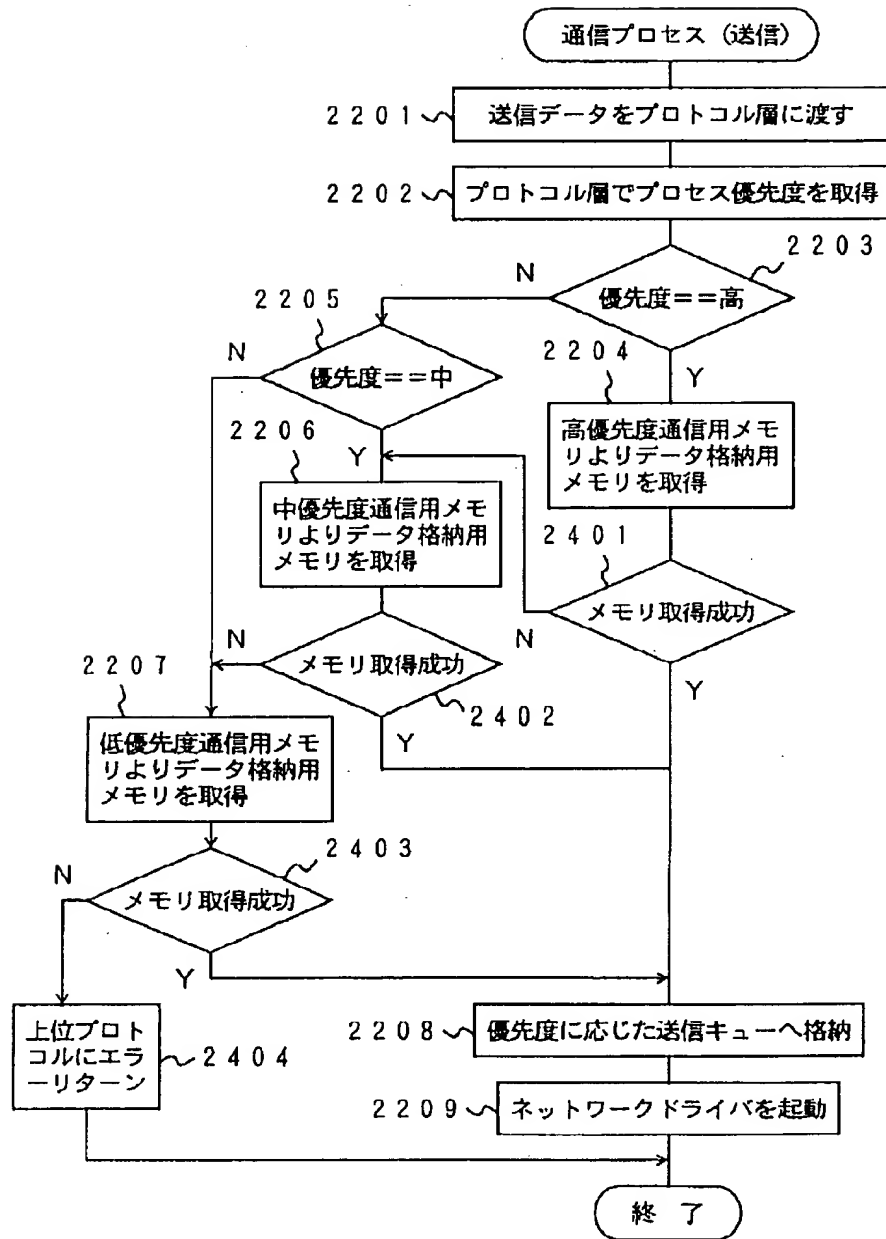 通信プロセス（送信）
2201
送信データをプロトコル層に渡す
2202
プロトコル層でプロセス優先度を取得
2203
N
優先度==高
2205
2204
Y
N
優先度==中
2206
Y
高優先度通信用メモ
リよりデータ格納用
メモリを取得
中優先度通信用メモ
リよりデータ格納用
メモリを取得
2401
メモリ取得成功
N
Y
N
メモリ取得成功
2402
Y
2207
低優先度通信用メモ
リよりデータ格納用
メモリを取得
2403
N
メモリ取得成功
Y
上位プロト
コルにエラ
ーリターン
2404
2208
優先度に応じた送信キューへ格納
2209
ネットワークドライバを起動
終了